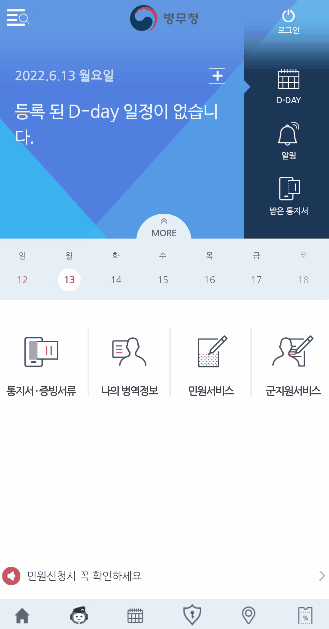 병무청
로그인
2022.6.13 월요일
등록 된 D-day 일정이 없습니
다.
D-DAY
알림
받은 통지서
MORE
일 월 화 수 목 금 토
12 13 14 15 16 17 18
통지서·증빙서류 나의 병역정보 민원서비스 군지원서비스
민원신청시 꼭 확인하세요
%